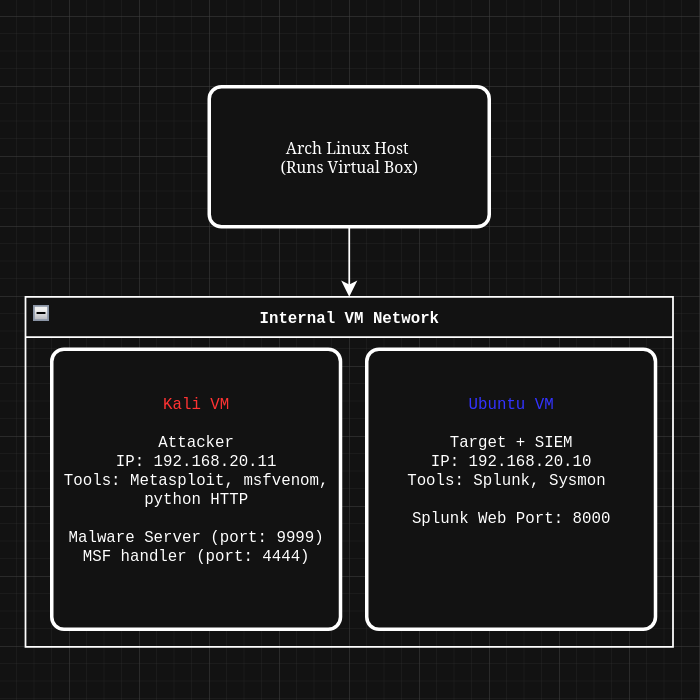 Arch Linux Host
(Runs Virtual Box)
Internal VM Network
Kali VM
Attacker
IP: 192.168.20.11
Tools: Metasploit, msfvenom,
python HTTP
Malware Server (port: 9999)
MSF handler (port: 4444)
Ubuntu VM
Target + SIEM
IP: 192.168.20.10
Tools: Splunk, Sysmon
Splunk Web Port: 8000